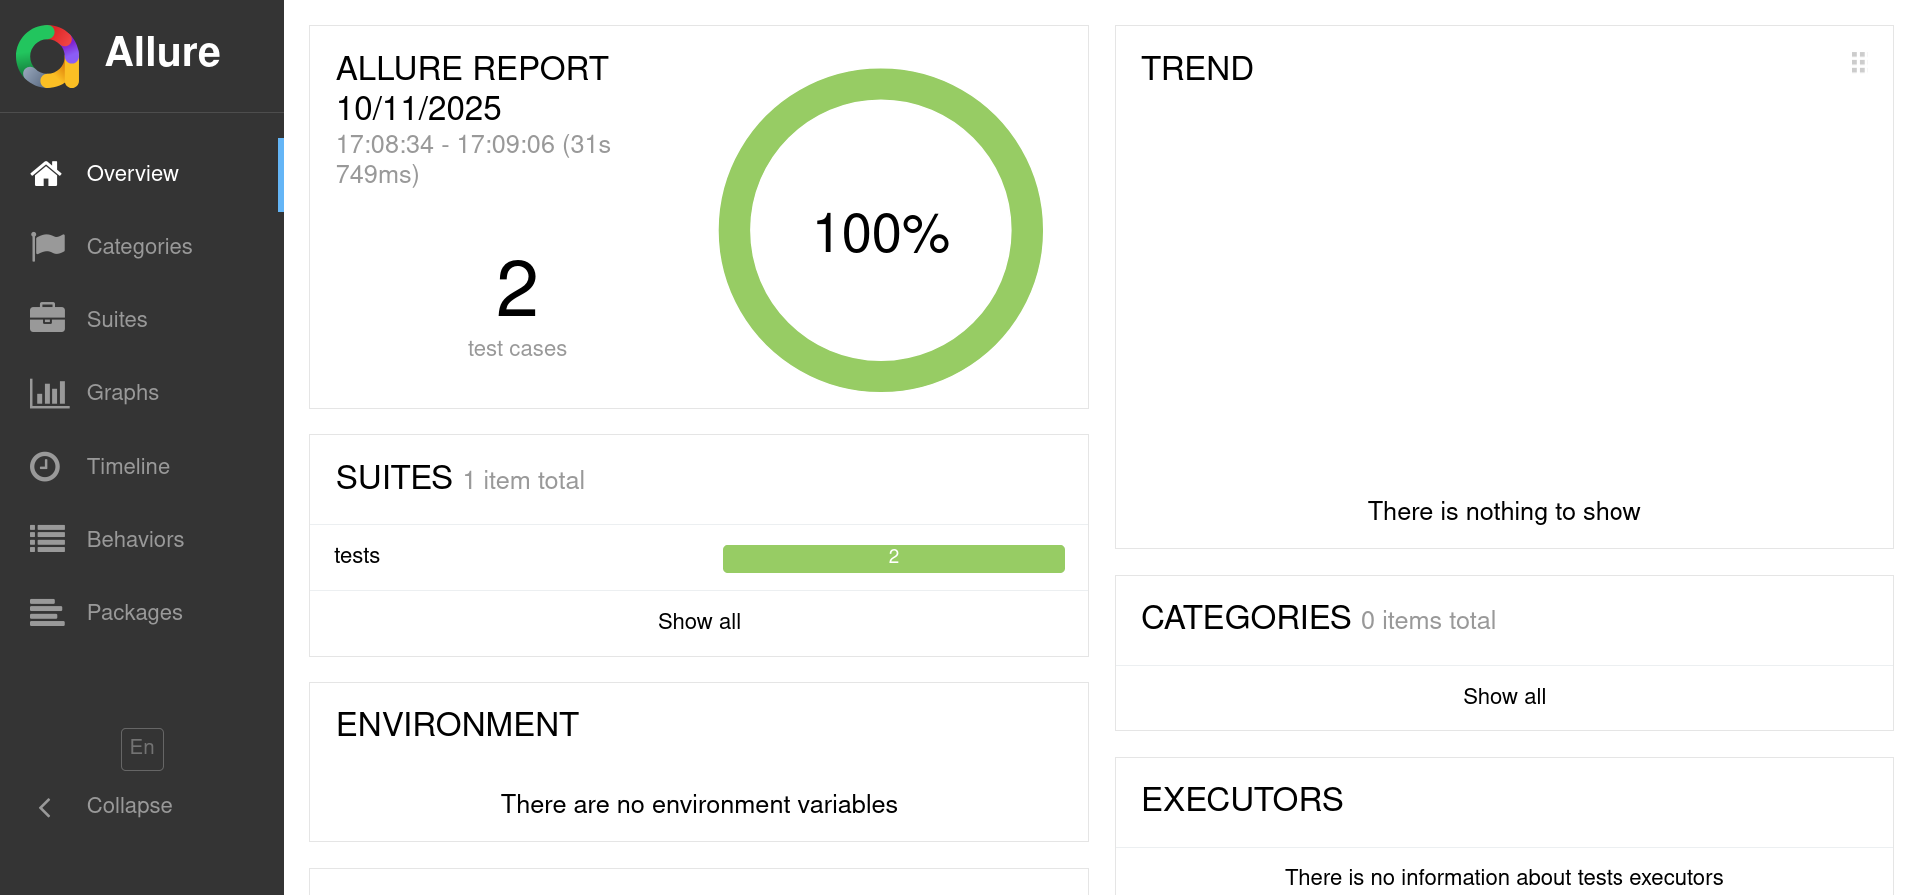 Allure
Overview
Categories
Suites
Graphs
Timeline
Behaviors
Packages
En
Collapse
ALLURE REPORT
10/11/2025
17:08:34 - 17:09:06 (31s
749ms)
2
test cases
100%
SUITES 1 item total
tests 2
Show all
ENVIRONMENT
There are no environment variables
TREND
There is nothing to show
CATEGORIES 0 items total
Show all
EXECUTORS
There is no information about tests executors